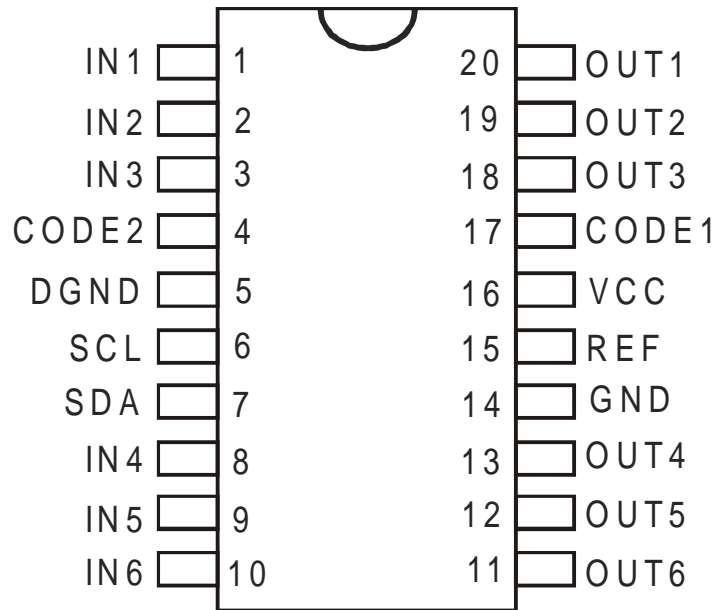 IN1 1 20 OUT1
IN2 2 19 OUT2
IN3 3 18 OUT3
CODE2 4 17 CODE1
DGND 5 16 VCC
SCL 6 15 REF
SDA 7 14 GND
IN4 8 13 OUT4
IN5 9 12 OUT5
IN6 10 11 OUT6